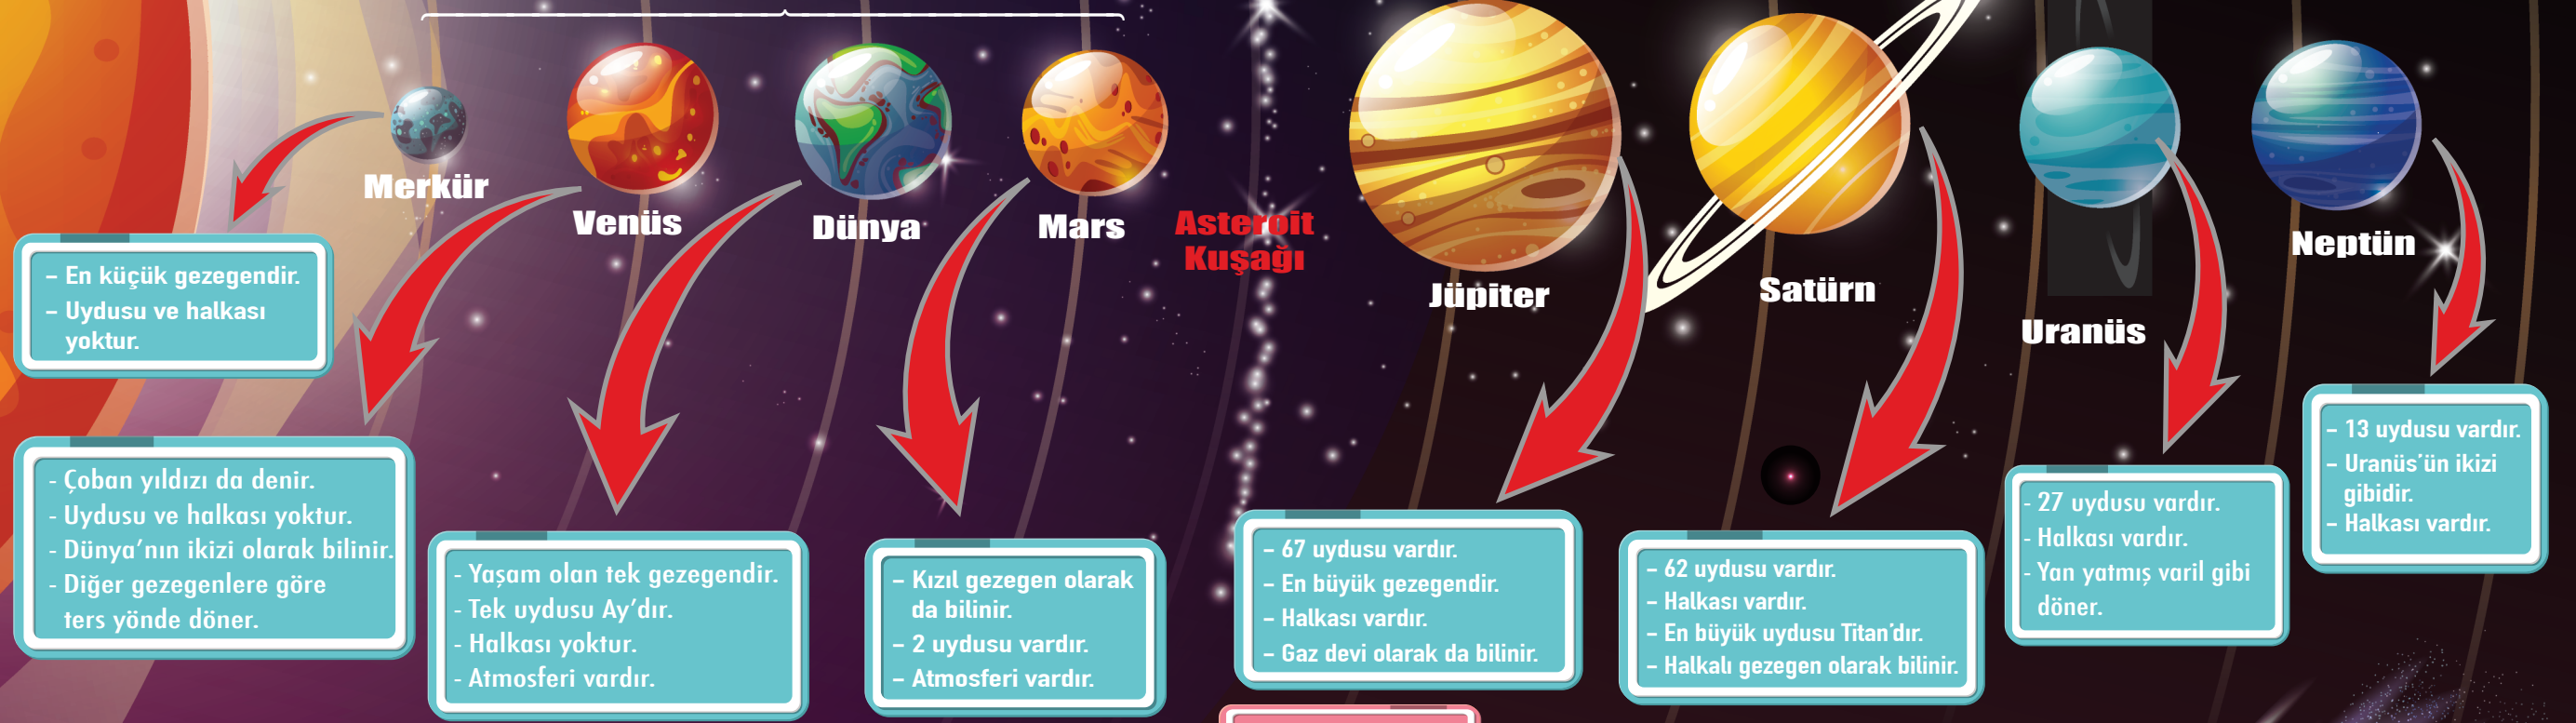 Merkür
Venüs
Dünya
Mars
Asteroit
Kuşağı
Jüpiter
Satürn
Uranüs
Neptün
– En küçük gezegendir.
– Uydusu ve halkası
yoktur.
- Çoban yıldızı da denir.
- Uydusu ve halkası yoktur.
- Dünya’nın ikizi olarak bilinir.
- Diğer gezegenlere göre
ters yönde döner.
- Yaşam olan tek gezegendir.
- Tek uydusu Ay’dır.
- Halkası yoktur.
- Atmosferi vardır.
– Kızıl gezegen olarak
da bilinir.
– 2 uydusu vardır.
– Atmosferi vardır.
– 67 uydusu vardır.
– En büyük gezegendir.
– Halkası vardır.
– Gaz devi olarak da bilinir.
– 62 uydusu vardır.
– Halkası vardır.
– En büyük uydusu Titan’dır.
– Halkalı gezegen olarak bilinir.
- 27 uydusu vardır.
- Halkası vardır.
- Yan yatmış varil gibi
döner.
– 13 uydusu vardır.
– Uranüs’ün ikizi
gibidir.
– Halkası vardır.